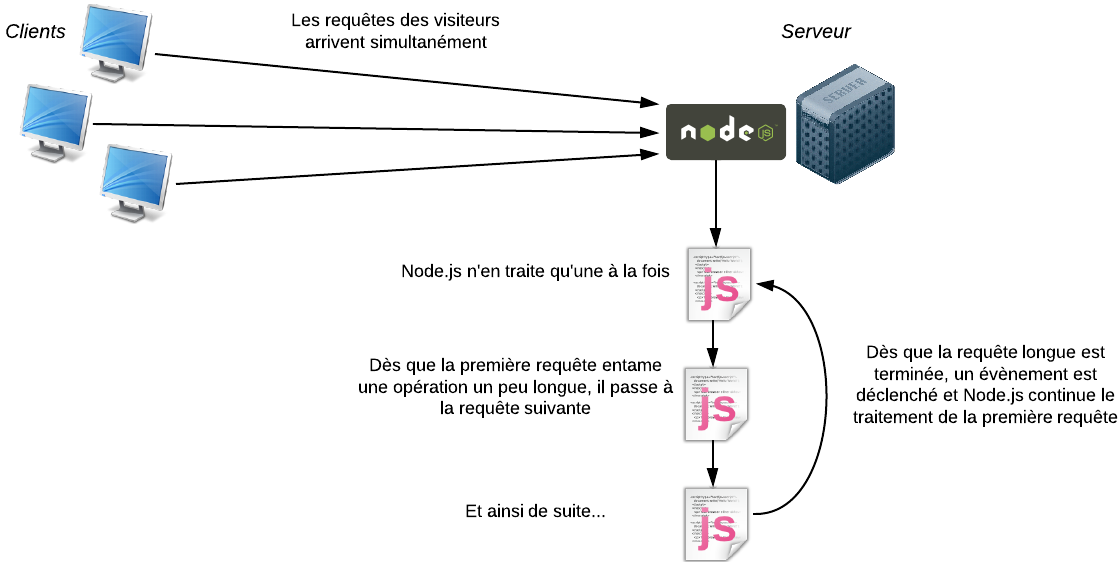 Clients
Les requêtes des visiteurs
arrivent simultanément
Serveur
SERVER
node
JS
Node.js n'en traite qu'une à la fois
js
Dès que la première requête entame
une opération un peu longue, il passe à
la requête suivante
js
Dès que la requête longue est
terminée, un évènement est
déclenché et Node.js continue le
traitement de la première requête
Et ainsi de suite...
js